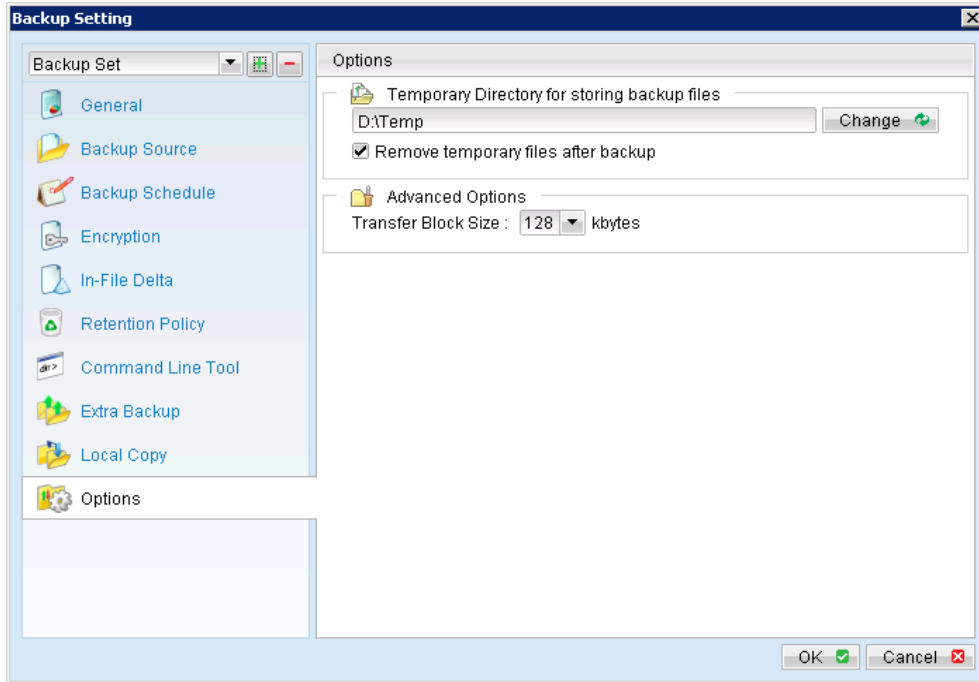 Backup Setting
Backup Set
General
Backup Source
Backup Schedule
Encryption
In-File Delta
Retention Policy
dir>
Command Line Tool
Extra Backup
Local Copy
Options
Options
Temporary Directory for storing backup files
D:\Temp
Change
Remove temporary files after backup
Advanced Options
Transfer Block Size : 128 kbytes
OK
Cancel